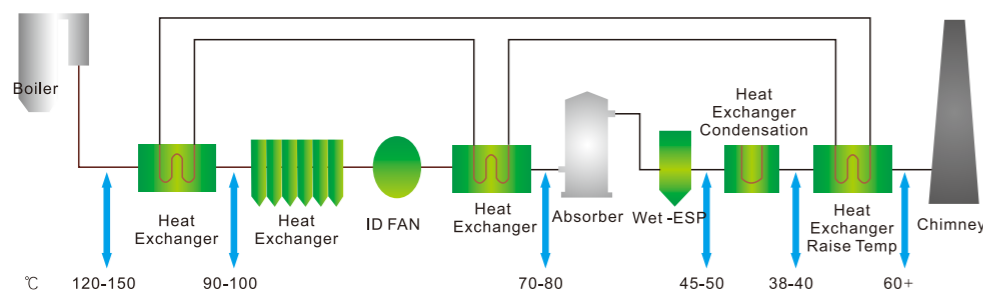 Boiler
Heat
Exchanger
Heat
Exchanger
ID FAN
Heat
Exchanger
Absorber
Wet -ESP
Heat
Exchanger
Condensation
Heat
Exchanger
Raise Temp
Chimney
℃
120-150
90-100
70-80
45-50
38-40
60+